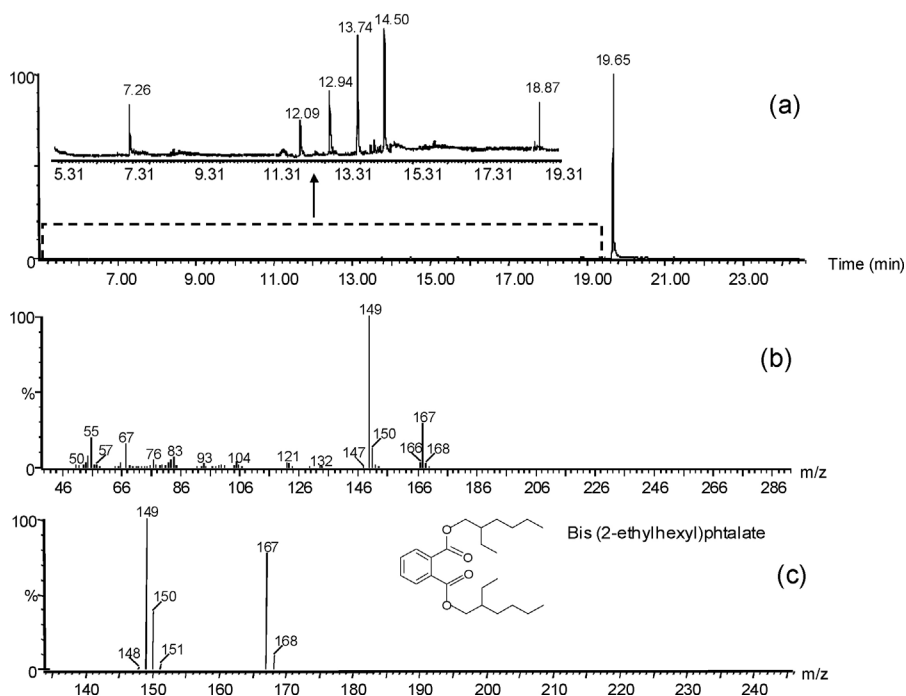 13.74 14.50
100 7.26 12.94 18.87 19.65 (a)
12.09
5.31 7.31 9.31 11.31 13.31 15.31 17.31 19.31
0
7.00 9.00 11.00 13.00 15.00 17.00 19.00 21.00 23.00 Time (min)
100 149 (b)
%
50 55 57 67 76 83 93 104 121 132 147 150 166 167 168
0
46 66 86 106 126 146 166 186 206 226 246 266 286 m/z
100 149 167 Bis (2-ethylhexyl)phtalate
O
O
O
O
% 150 (c)
148 151 168
0
140 150 160 170 180 190 200 210 220 230 240 m/z